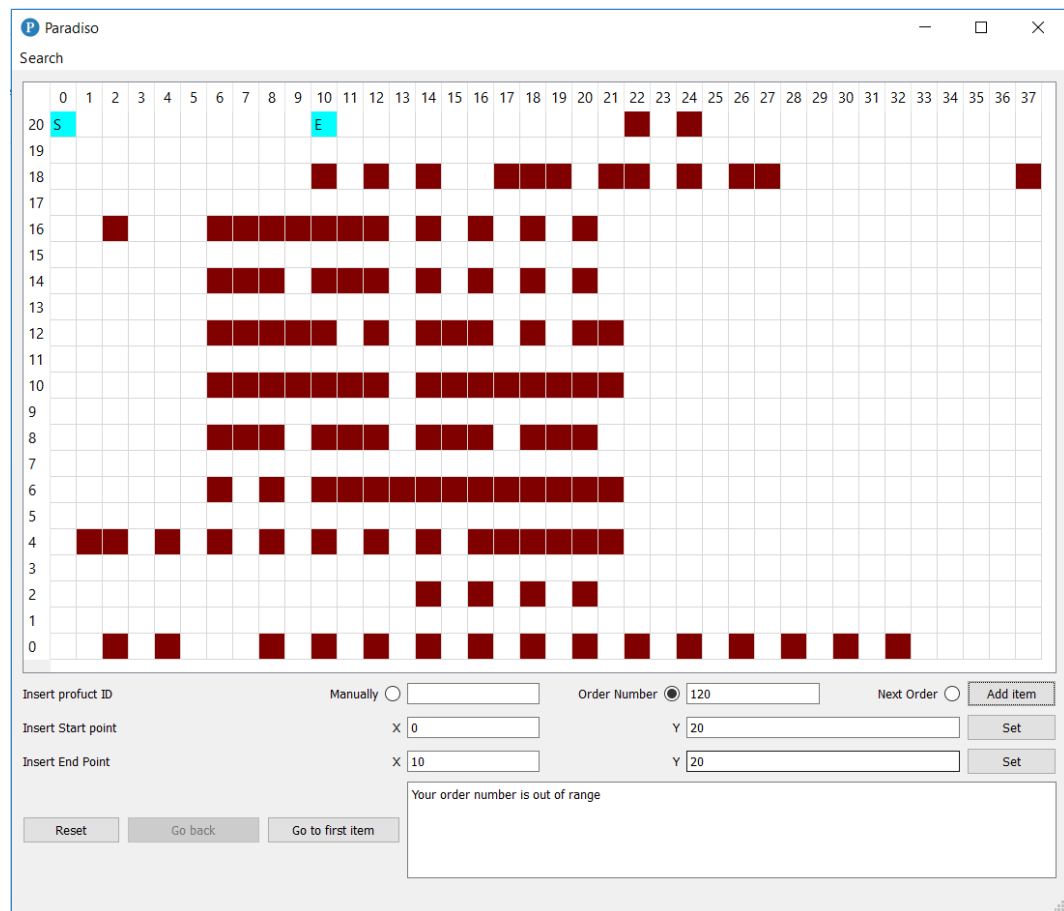 Paradiso
Search
0 1 2 3 4 5 6 7 8 9 10 11 12 13 14 15 16 17 18 19 20 21 22 23 24 25 26 27 28 29 30 31 32 33 34 35 36 37
20 S E
19
18
17
16
15
14
13
12
11
10
9
8
7
6
5
4
3
2
1
0
Insert profuct ID Manually Order Number 120 Next Order Add item
Insert Start point X 0 Y 20 Set
Insert End Point X 10 Y 20 Set
Your order number is out of range
Reset Go back Go to first item